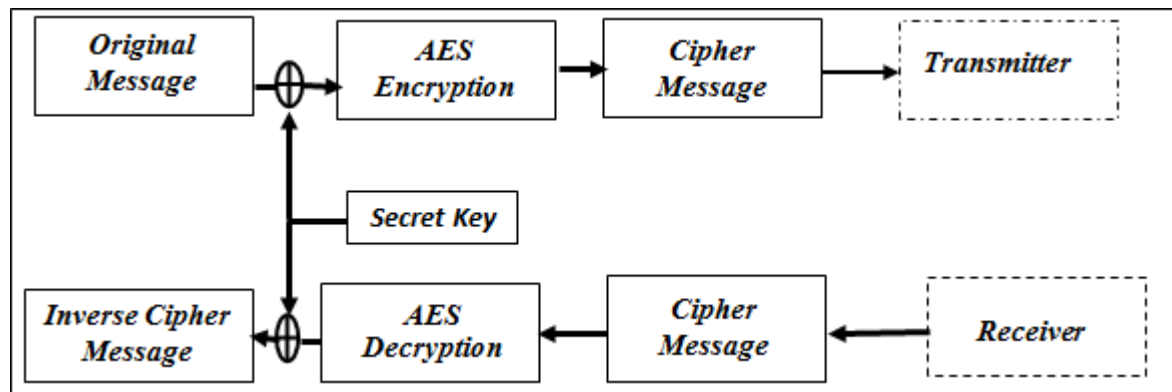 Original
Message
AES
Encryption
Cipher
Message
Transmitter
Secret Key
Inverse Cipher
Message
AES
Decryption
Cipher
Message
Receiver